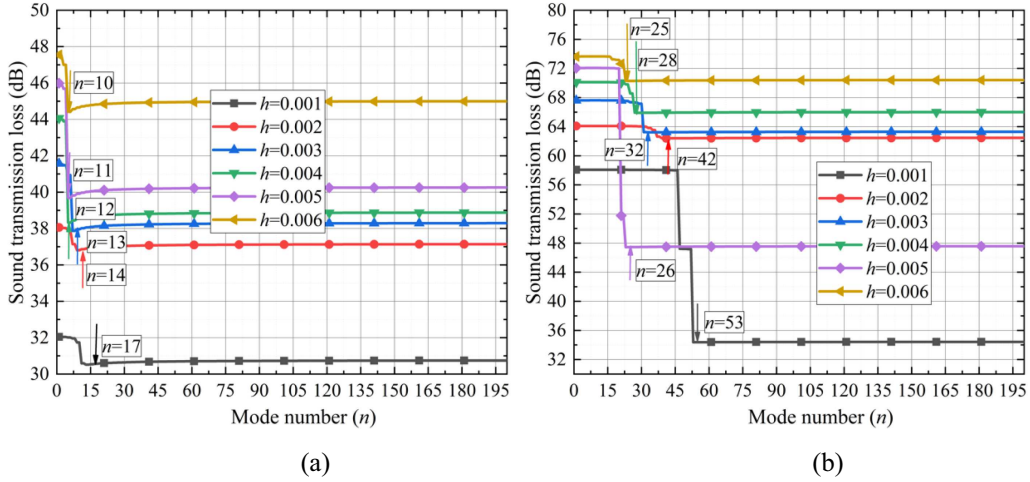 50
48
46
44
42
40
38
36
34
32
30
Sound transmission loss (dB)
n=10
n=11
n=12
n=13
n=14
n=17
h=0.001
h=0.002
h=0.003
h=0.004
h=0.005
h=0.006
0 15 30 45 60 75 90 105 120 135 150 165 180 195
Mode number (n)
(a)
80
76
72
68
64
60
56
52
48
44
40
36
32
Sound transmission loss (dB)
n=25
n=28
n=32
n=42
n=26
n=53
h=0.001
h=0.002
h=0.003
h=0.004
h=0.005
h=0.006
0 15 30 45 60 75 90 105 120 135 150 165 180 195
Mode number (n)
(b)